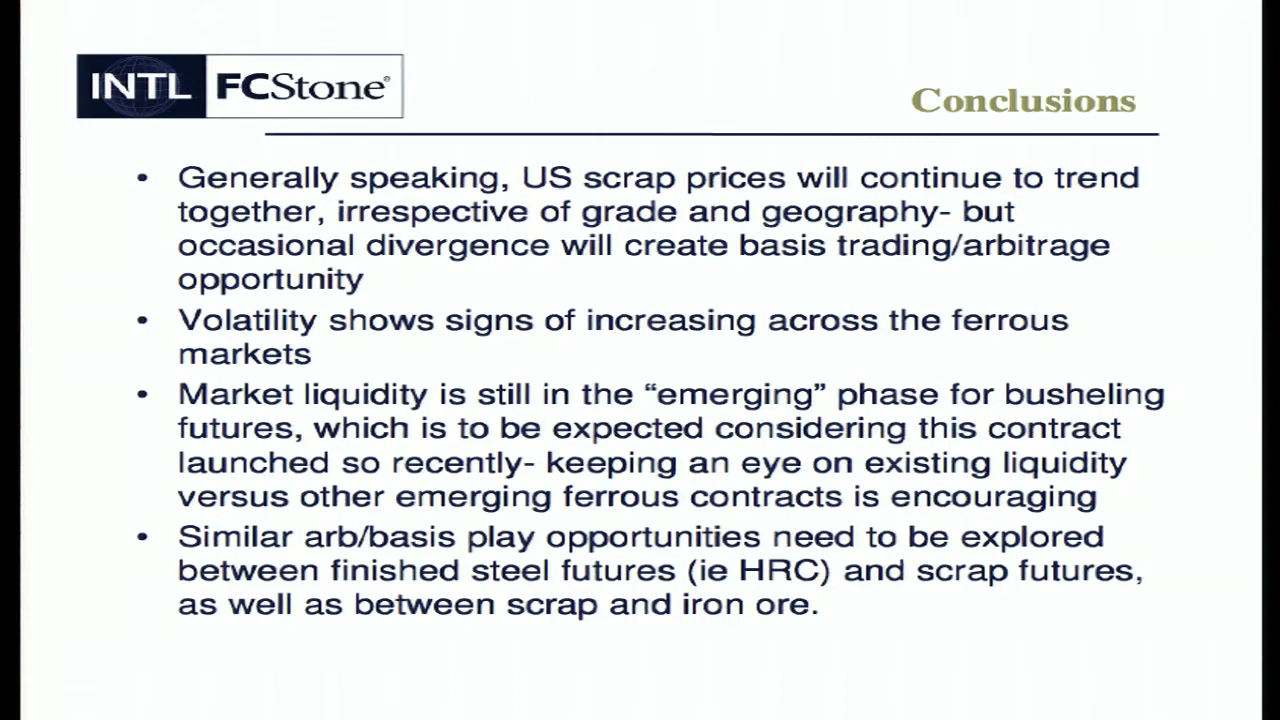 INTL FCStone®
Conclusions
• Generally speaking, US scrap prices will continue to trend
together, irrespective of grade and geography- but
occasional divergence will create basis trading/arbitrage
opportunity
• Volatility shows signs of increasing across the ferrous
markets
• Market liquidity is still in the “emerging” phase for busheling
futures, which is to be expected considering this contract
launched so recently- keeping an eye on existing liquidity
versus other emerging ferrous contracts is encouraging
• Similar arb/basis play opportunities need to be explored
between finished steel futures (ie HRC) and scrap futures,
as well as between scrap and iron ore.